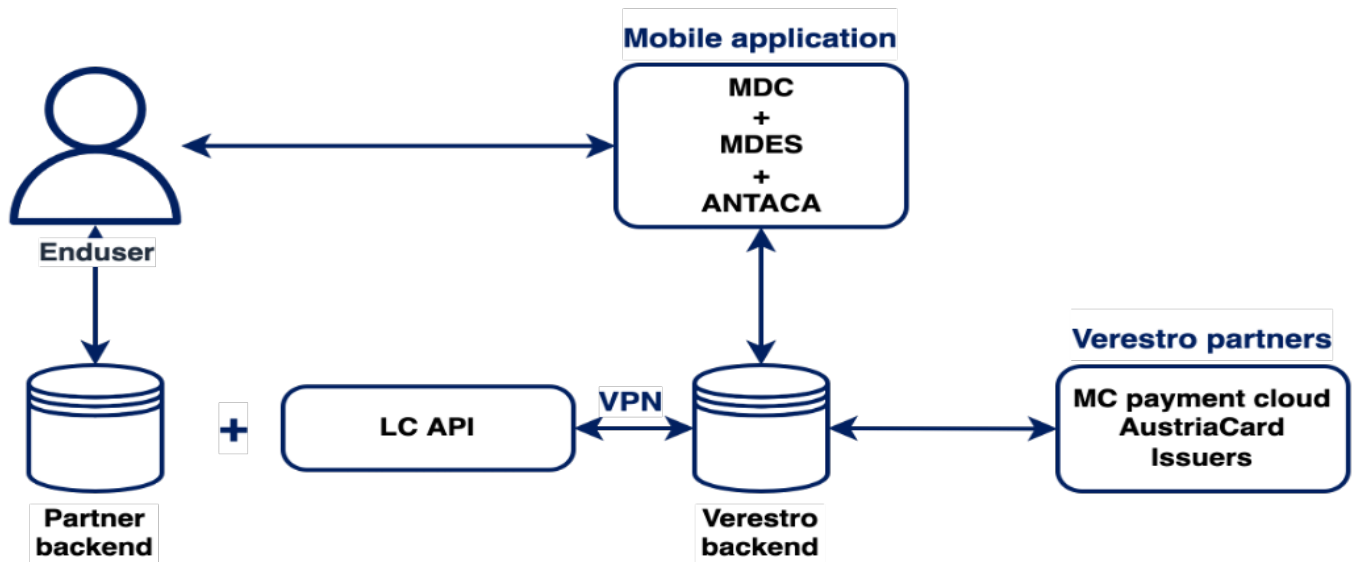 Mobile application
MDC
+
MDES
+
ANTACA
Enduser
Verestro partners
MC payment cloud
AustriaCard
Issuers
VPN
+
LC API
Partner
backend
Verestro
backend